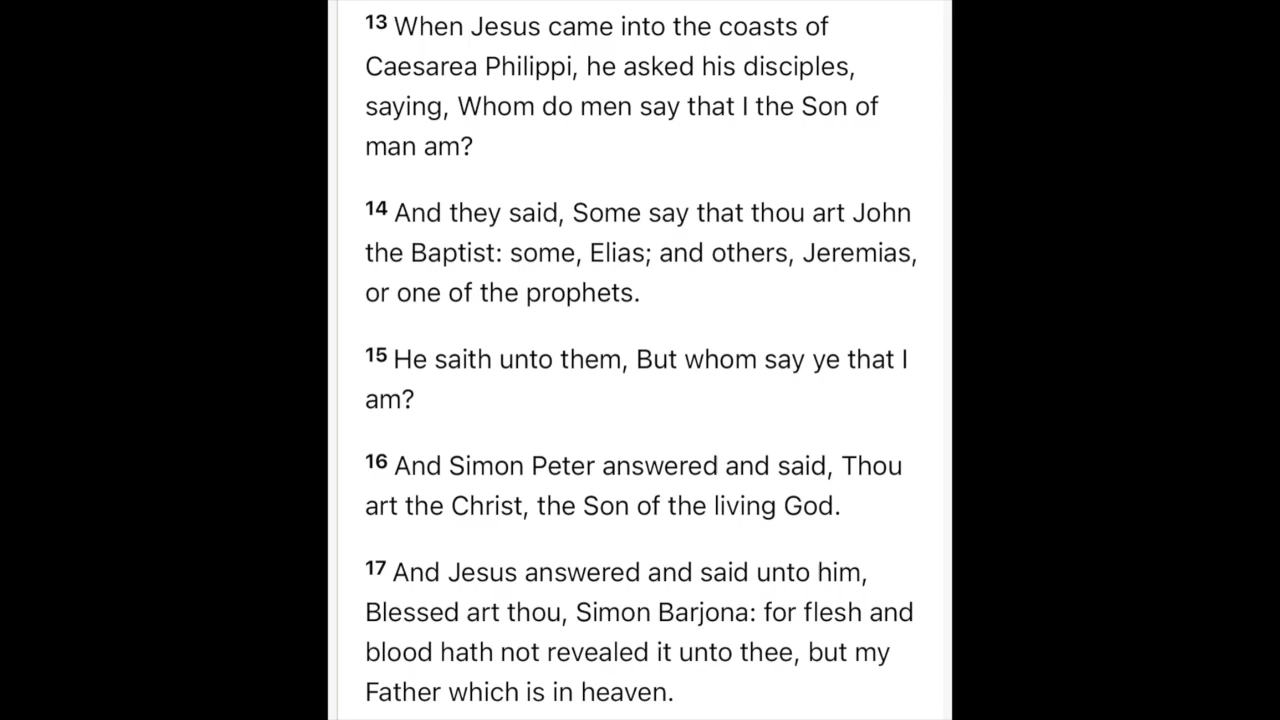 13 When Jesus came into the coasts of
Caesarea Philippi, he asked his disciples,
saying, Whom do men say that I the Son of
man am?
14 And they said, Some say that thou art John
the Baptist: some, Elias; and others, Jeremias,
or one of the prophets.
15 He saith unto them, But whom say ye that I
am?
16 And Simon Peter answered and said, Thou
art the Christ, the Son of the living God.
17 And Jesus answered and said unto him,
Blessed art thou, Simon Barjona: for flesh and
blood hath not revealed it unto thee, but my
Father which is in heaven.